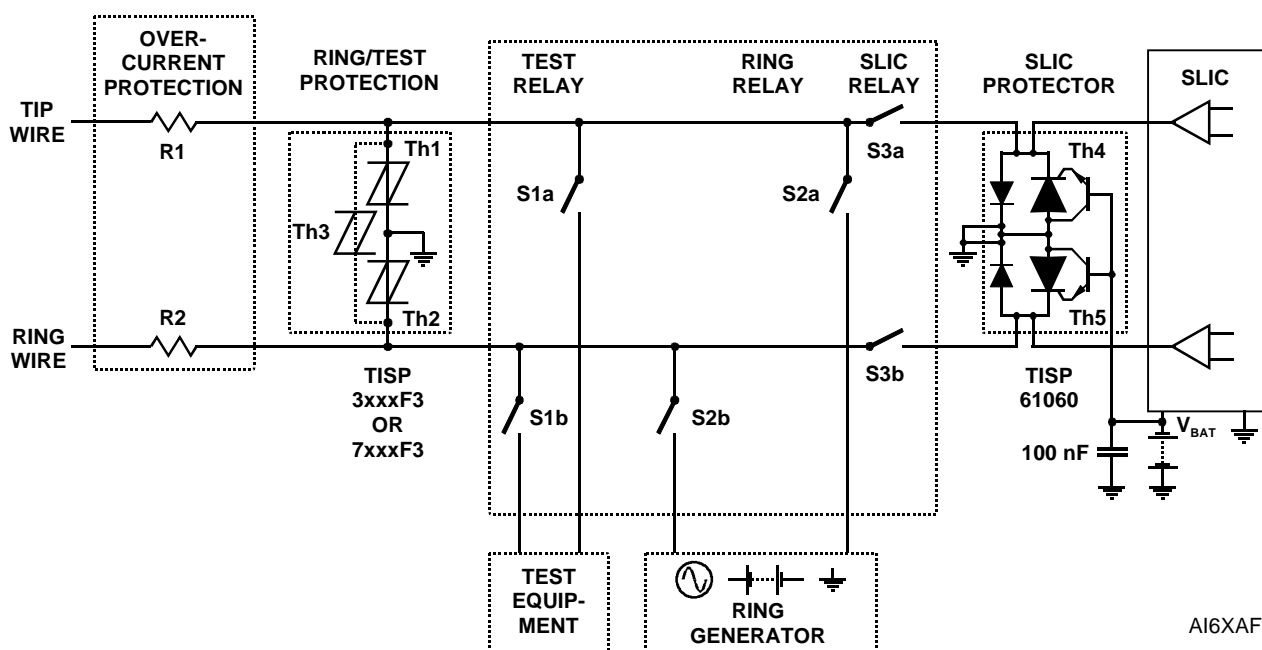 OVER-
CURRENT
PROTECTION
RING/TEST
PROTECTION
TEST
RELAY
RING
RELAY
SLIC
RELAY
SLIC
PROTECTOR
SLIC
TIP
WIRE
R1
Th1
Th3
Th2
S1a
S2a
S3a
Th4
Th5
RING
WIRE
R2
TISP
3xxxF3
OR
7xxxF3
S1b
S2b
S3b
TISP
61060
100 nF
VBAT
TEST
EQUIP-
MENT
RING
GENERATOR
AI6XAF